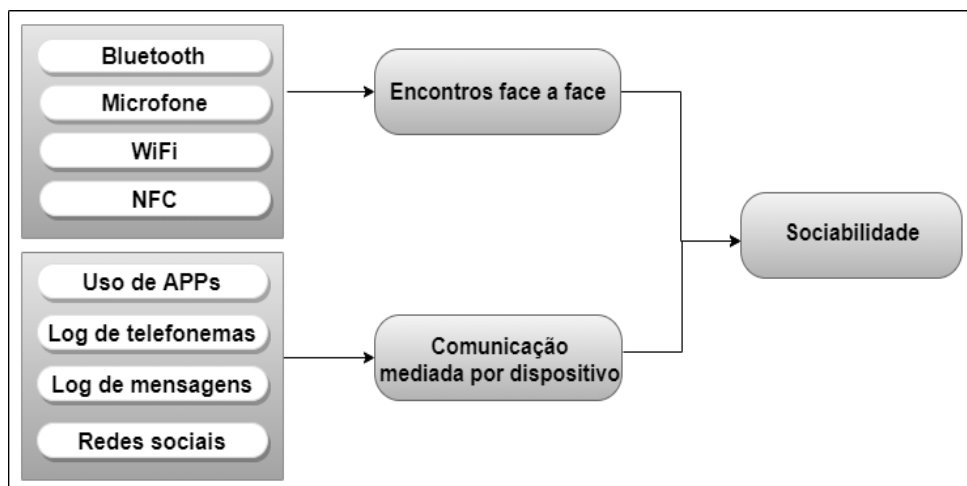 Bluetooth
Microfone
WiFi
NFC
Encontros face a face
Sociabilidade
Uso de APPs
Log de telefonemas
Log de mensagens
Redes sociais
Comunicação
mediada por dispositivo